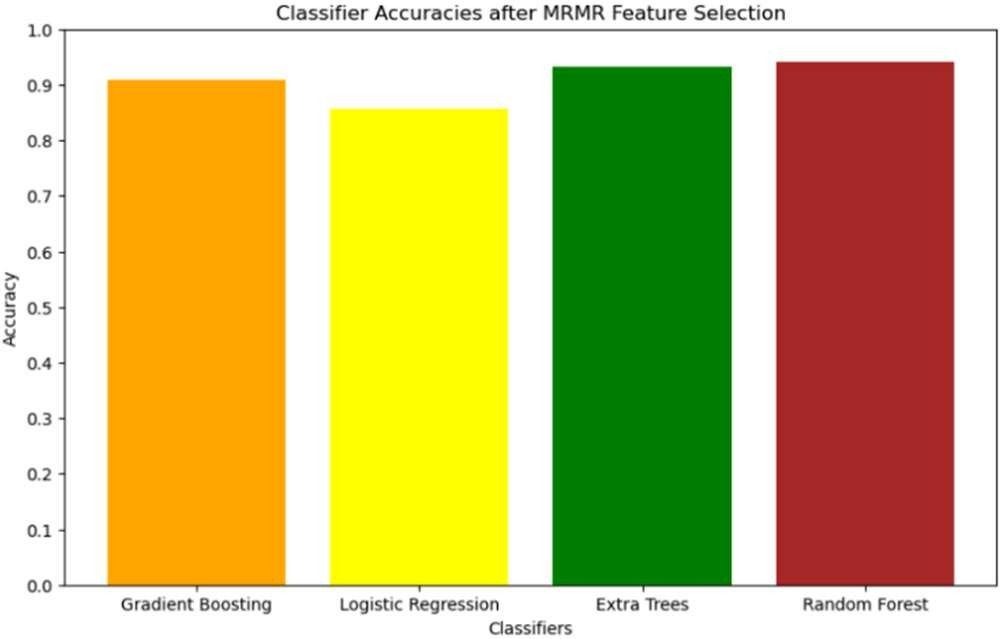 Classifier Accuracies after MRMR Feature Selection
1.0
0.9
0.8
0.7
0.6
0.5
0.4
0.3
0.2
0.1
0.0
Accuracy
Gradient Boosting
Logistic Regression
Extra Trees
Random Forest
Classifiers